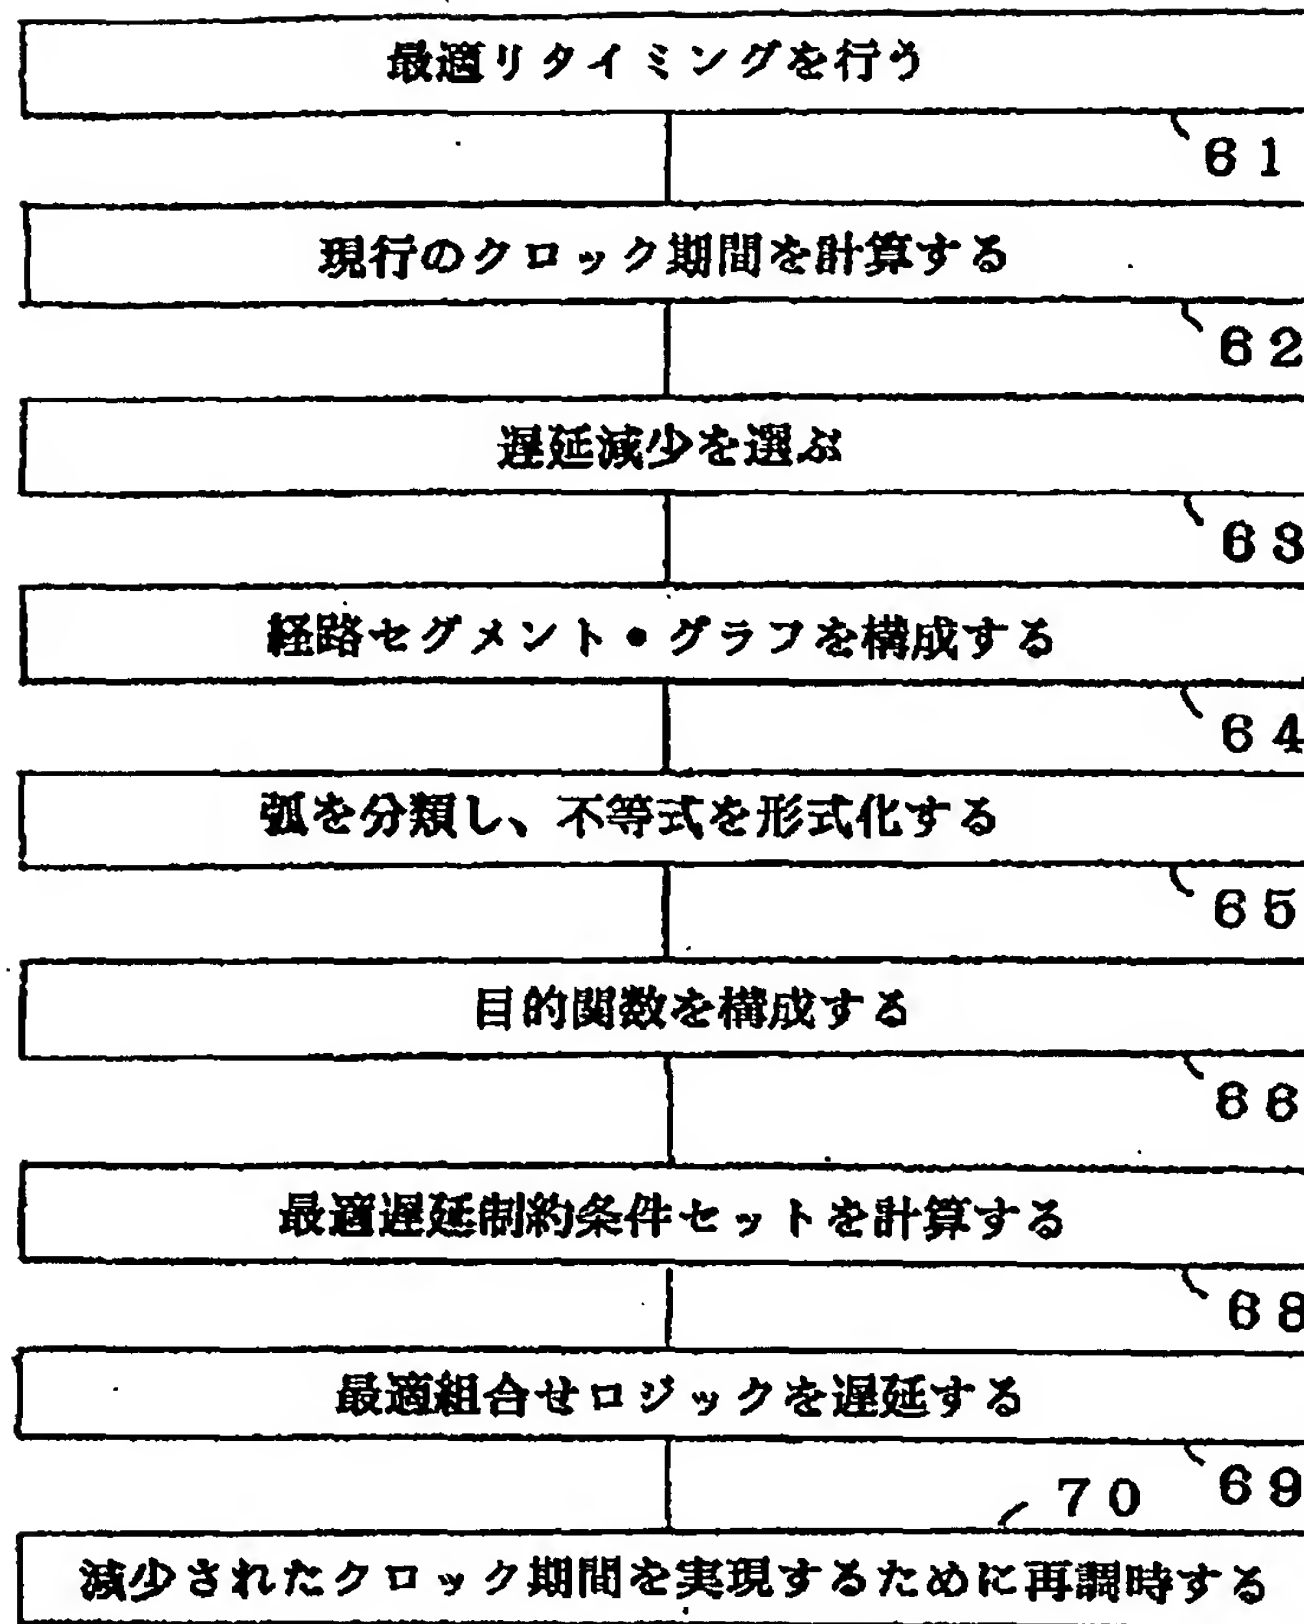 最適リタイミングを行う
61
現行のクロック期間を計算する
62
遅延減少を選ぶ
63
経路セグメント・グラフを構成する
64
弧を分類し、不等式を形式化する
65
目的関数を構成する
66
最適遅延制約条件セットを計算する
68
最適組合せロジックを遅延する
69
70
減少されたクロック期間を実現するために再調時する